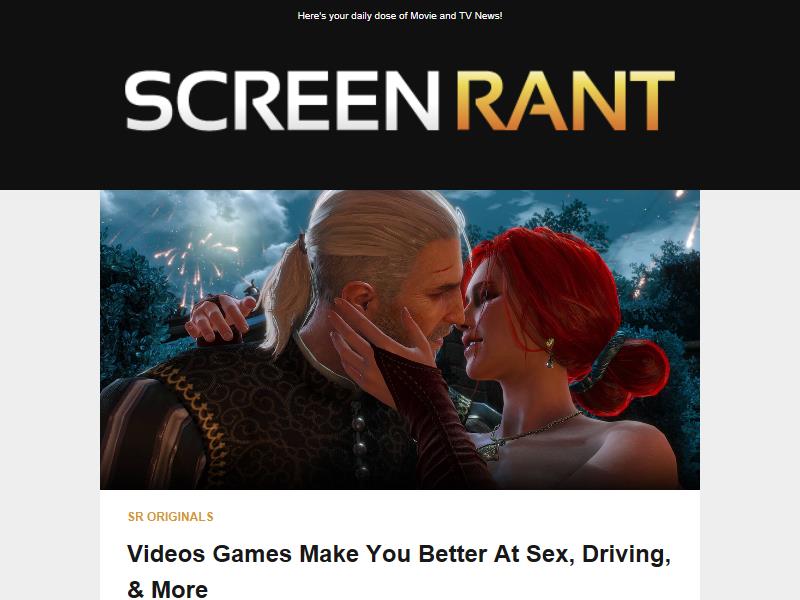 Here's your daily dose of Movie and TV News!
SCREEN RANT
SR ORIGINALS
Videos Games Make You Better At Sex, Driving,
& More